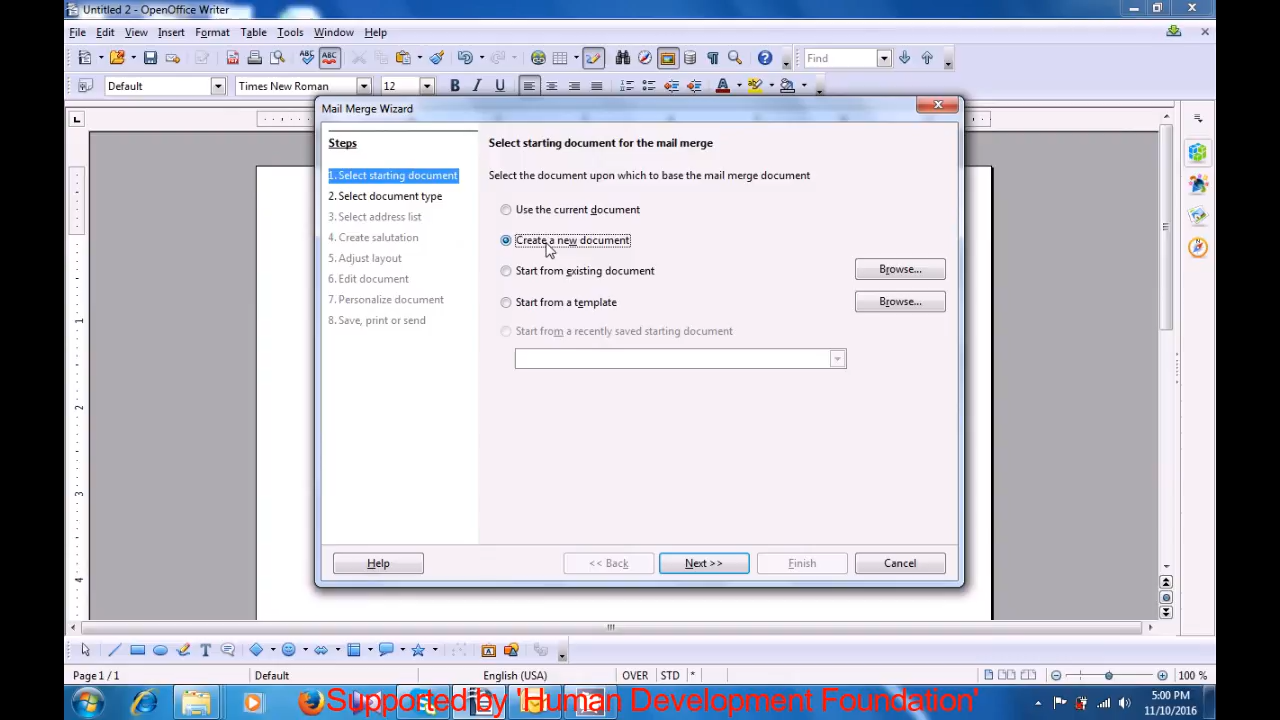 Untitled 2 - OpenOffice Writer
File Edit View Insert Format Table Tools Window Help
Find
Default Times New Roman 12 B I U A
Mail Merge Wizard
Steps
1. Select starting document
2. Select document type
3. Select address list
4. Create salutation
5. Adjust layout
6. Edit document
7. Personalize document
8. Save, print or send
Select starting document for the mail merge
Select the document upon which to base the mail merge document
Use the current document
Create a new document
Start from existing document Browse...
Start from a template Browse...
Start from a recently saved starting document
Help << Back Next >> Finish Cancel
1
2
3
4
Page 1 / 1 Default English (USA) OVER STD * 100 %
Supported by 'Human Development Foundation'
5:00 PM
11/10/2016